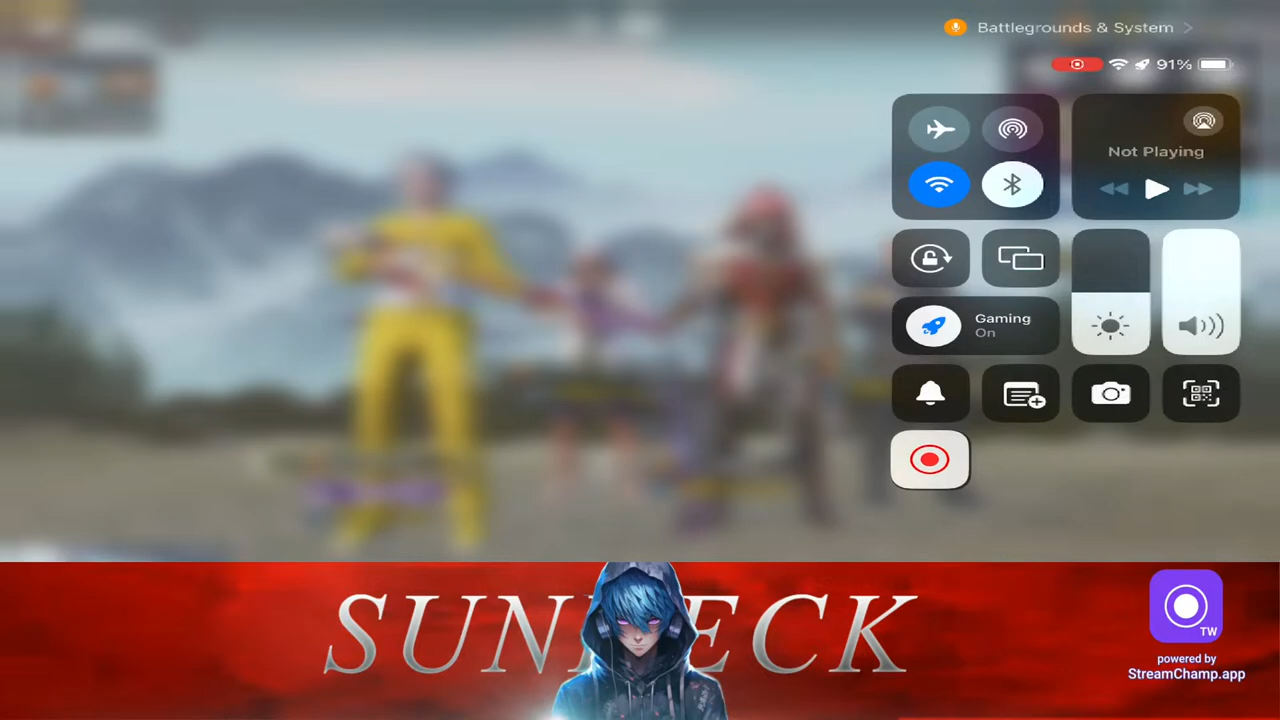 Battlegrounds & System
91%
Not Playing
Gaming
On
SUN ECK
TW
powered by
StreamChamp.app